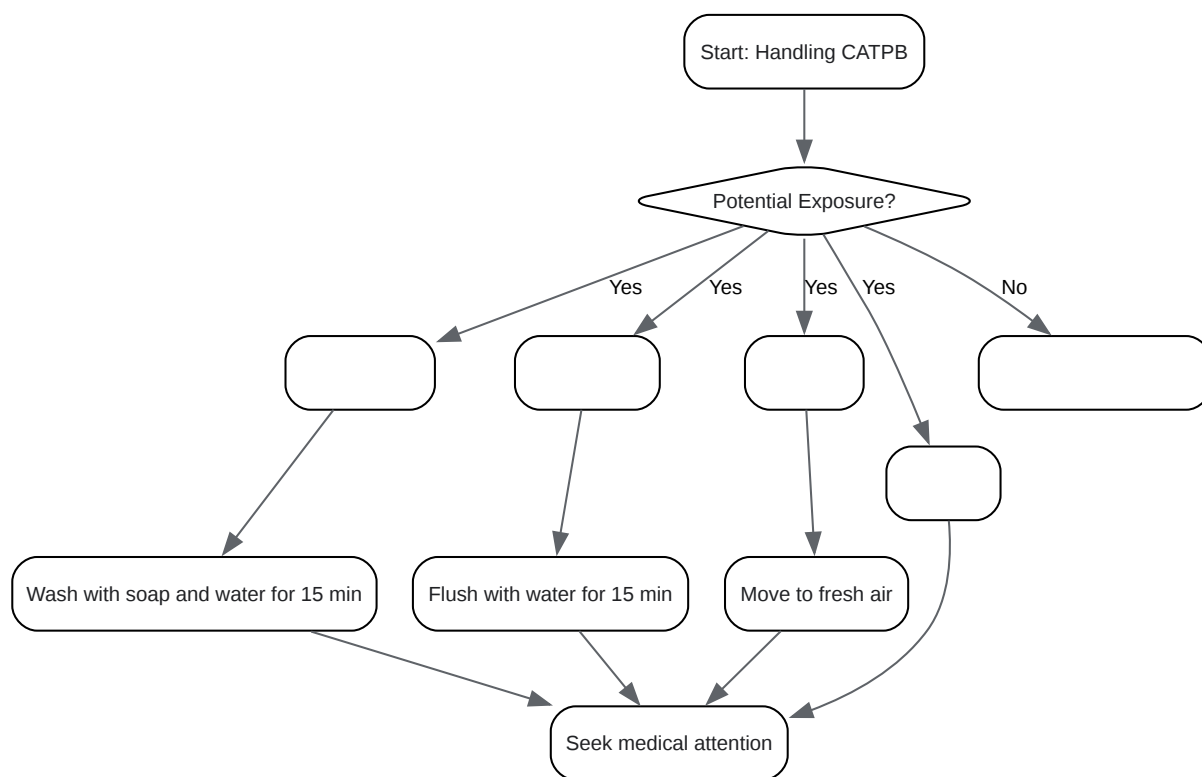 Start: Handling CATPB
Potential Exposure?
Yes
Yes
Yes
Yes
No
Wash with soap and water for 15 min
Flush with water for 15 min
Move to fresh air
Seek medical attention